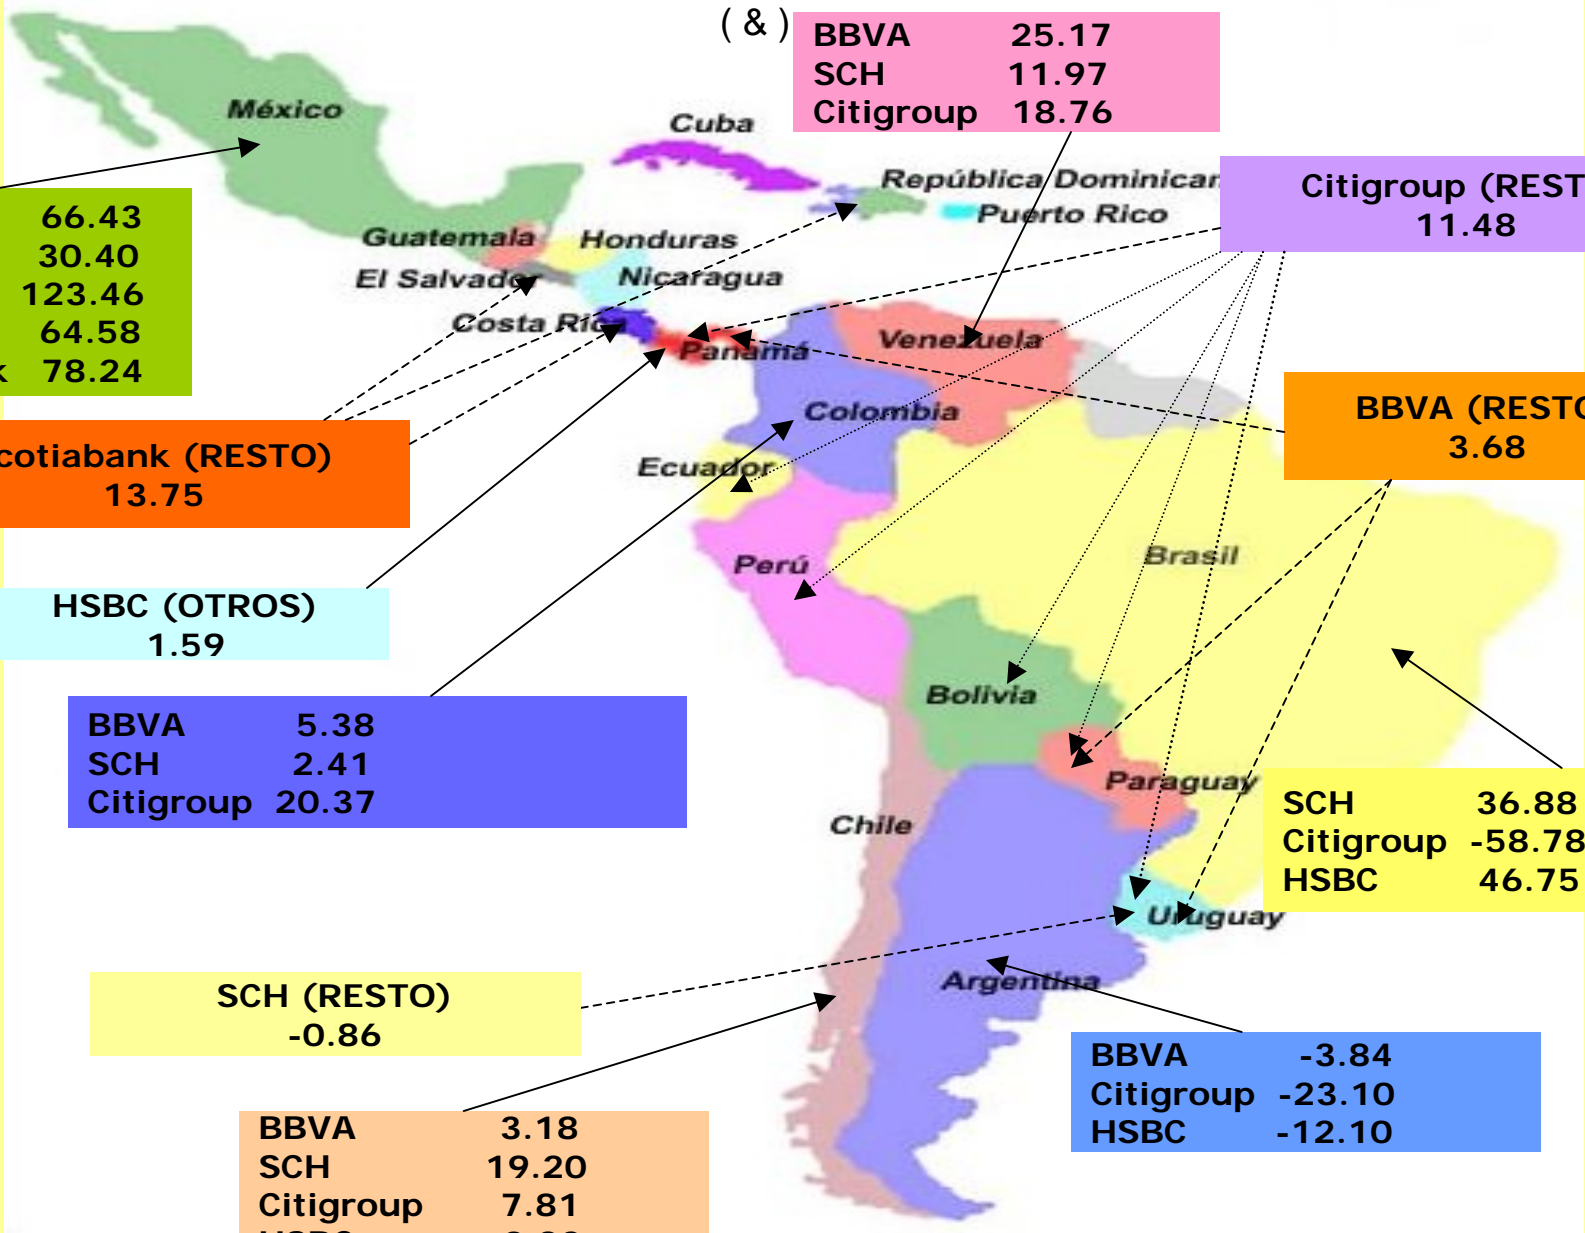 ( & )
BBVA 25.17
SCH 11.97
Citigroup 18.76
México
Cuba
República Dominican
Puerto Rico
Citigroup (REST
11.48
66.43
30.40
123.46
64.58
k 78.24
Guatemala
Honduras
El Salvador
Nicaragua
Costa Rica
Panamá
Venezuela
Colombia
BBVA (RESTO
3.68
cotiabank (RESTO)
13.75
Ecuador
Perú
Brasil
HSBC (OTROS)
1.59
Bolivia
BBVA 5.38
SCH 2.41
Citigroup 20.37
Paraguay
Chile
SCH 36.88
Citigroup -58.78
HSBC 46.75
Uruguay
Argentina
SCH (RESTO)
-0.86
BBVA -3.84
Citigroup -23.10
HSBC -12.10
BBVA 3.18
SCH 19.20
Citigroup 7.81